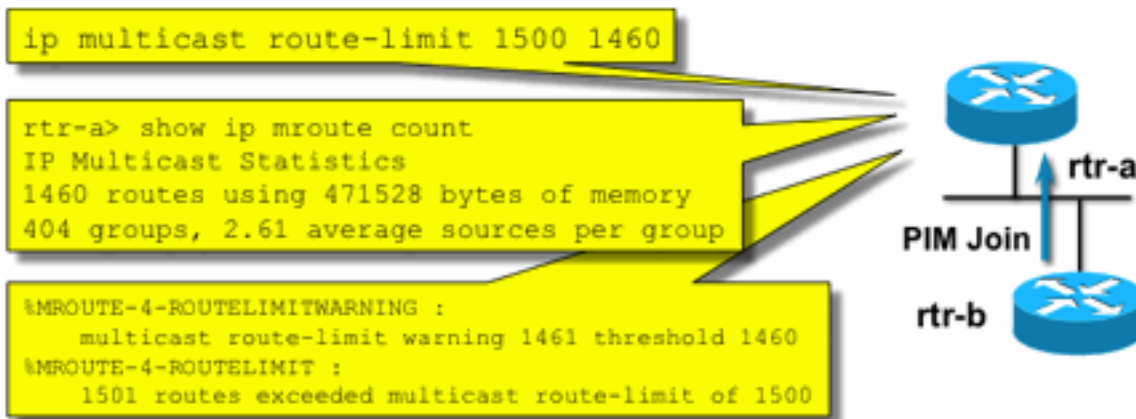 ip multicast route-limit 1500 1460
rtr-a> show ip mroute count
IP Multicast Statistics
1460 routes using 471528 bytes of memory
404 groups, 2.61 average sources per group
%MROUTE-4-ROUTELIMITWARNING :
multicast route-limit warning 1461 threshold 1460
%MROUTE-4-ROUTELIMIT :
1501 routes exceeded multicast route-limit of 1500
rtr-a
PIM Join
rtr-b